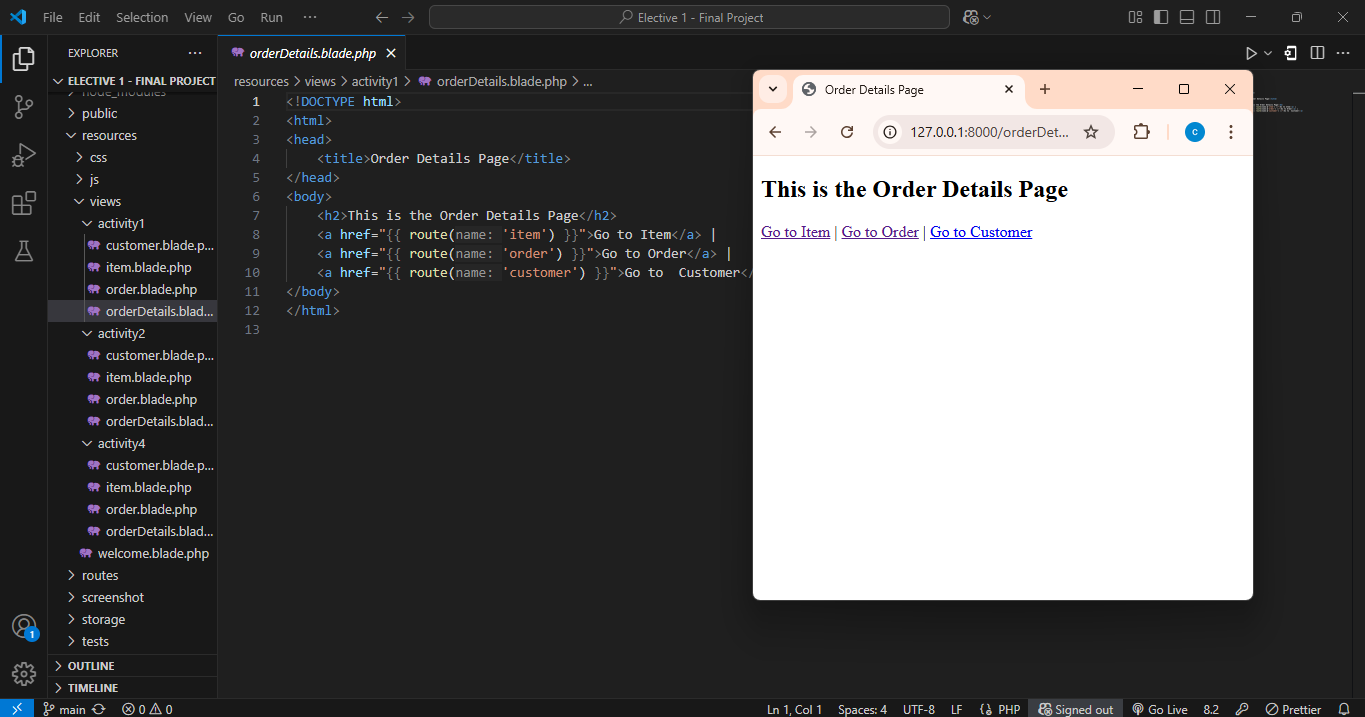 File Edit Selection View Go Run ··· Elective 1 - Final Project
EXPLORER ···
ELECTIVE 1 - FINAL PROJECT
node_modules
public
resources
css
js
views
activity1
customer.blade.p...
item.blade.php
order.blade.php
orderDetails.blad...
activity2
customer.blade.p...
item.blade.php
order.blade.php
orderDetails.blad...
activity4
customer.blade.p...
item.blade.php
order.blade.php
orderDetails.blad...
welcome.blade.php
routes
screenshot
storage
tests
OUTLINE
TIMELINE
1
orderDetails.blade.php
resources > views > activity1 > orderDetails.blade.php > ...
1 <!DOCTYPE html>
2 <html>
3 <head>
4 <title>Order Details Page</title>
5 </head>
6 <body>
7 <h2>This is the Order Details Page</h2>
8 <a href="{{ route(name: 'item') }}">Go to Item</a> |
9 <a href="{{ route(name: 'order') }}">Go to Order</a> |
10 <a href="{{ route(name: 'customer') }}">Go to  Customer</
11 </body>
12 </html>
13
Order Details Page
127.0.0.1:8000/orderDet...
c
This is the Order Details Page
Go to Item | Go to Order | Go to Customer
main 0 0 Ln 1, Col 1 Spaces: 4 UTF-8 LF PHP Signed out Go Live 8.2 Prettier